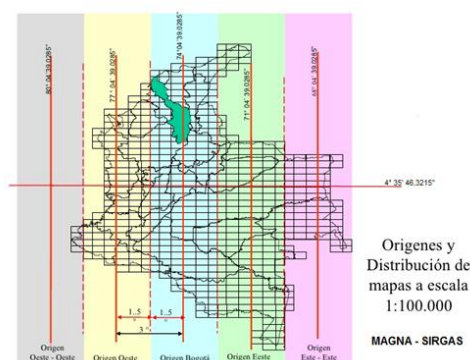 80° 04' 39.0285"
77° 04' 39.0285"
74°04' 39.0285"
71° 04' 39.0285"
68° 04' 39.0285"
4° 35' 46.3215"
1..5
1..5
3
Origenes y
Distribución de
mapas a escala
1:100.000
MAGNA - SIRGAS
Origen
Oeste - Oeste
Origen Oeste
Origen Bogotá
Origen Eeste
Origen
Este - Este